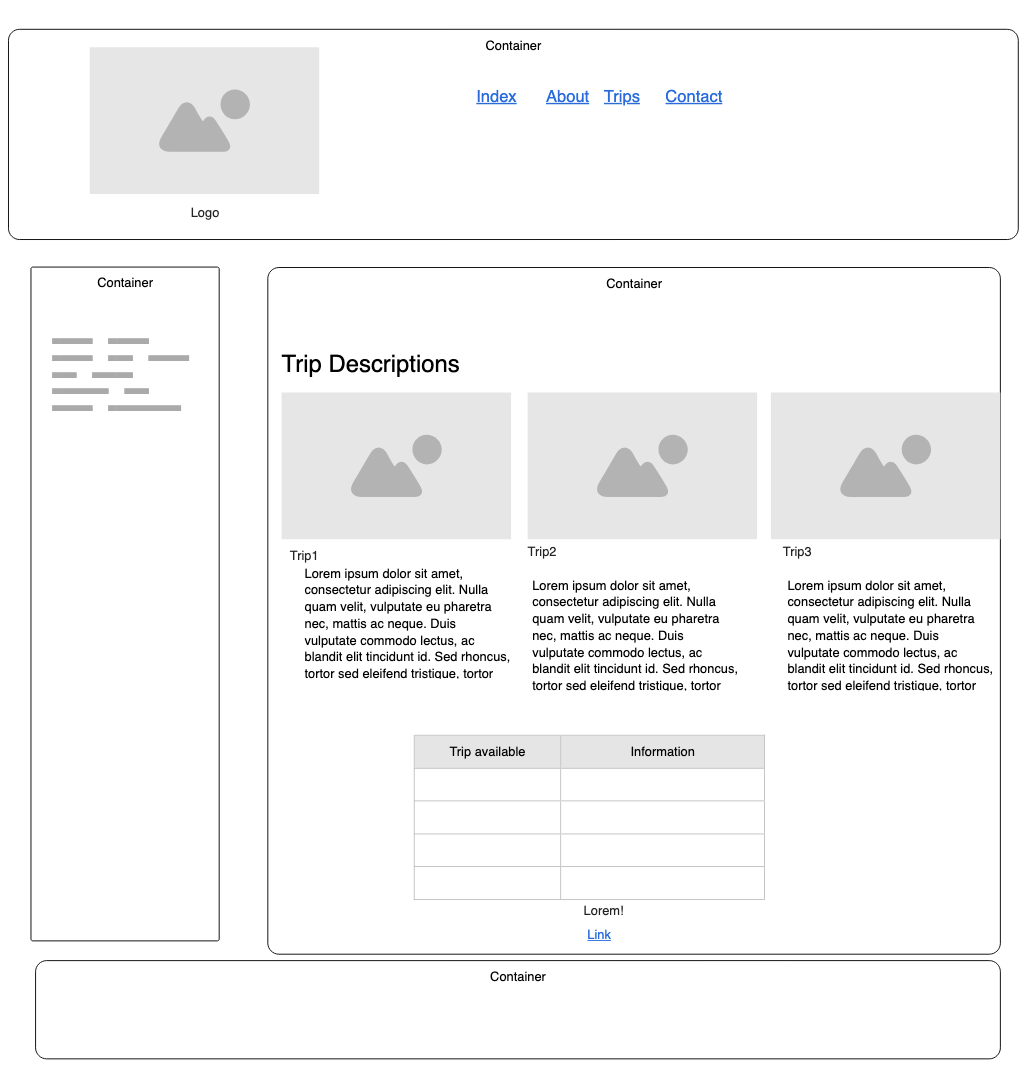 Container
Index About Trips Contact
Logo
Container
Container
Trip Descriptions
Trip1
Lorem ipsum dolor sit amet,
consectetur adipiscing elit. Nulla
quam velit, vulputate eu pharetra
nec, mattis ac neque. Duis
vulputate commodo lectus, ac
blandit elit tincidunt id. Sed rhoncus,
tortor sed eleifend tristique, tortor
Trip2
Lorem ipsum dolor sit amet,
consectetur adipiscing elit. Nulla
quam velit, vulputate eu pharetra
nec, mattis ac neque. Duis
vulputate commodo lectus, ac
blandit elit tincidunt id. Sed rhoncus,
tortor sed eleifend tristique, tortor
Trip3
Lorem ipsum dolor sit amet,
consectetur adipiscing elit. Nulla
quam velit, vulputate eu pharetra
nec, mattis ac neque. Duis
vulputate commodo lectus, ac
blandit elit tincidunt id. Sed rhoncus,
tortor sed eleifend tristique, tortor
Trip available Information
Lorem!
Link
Container